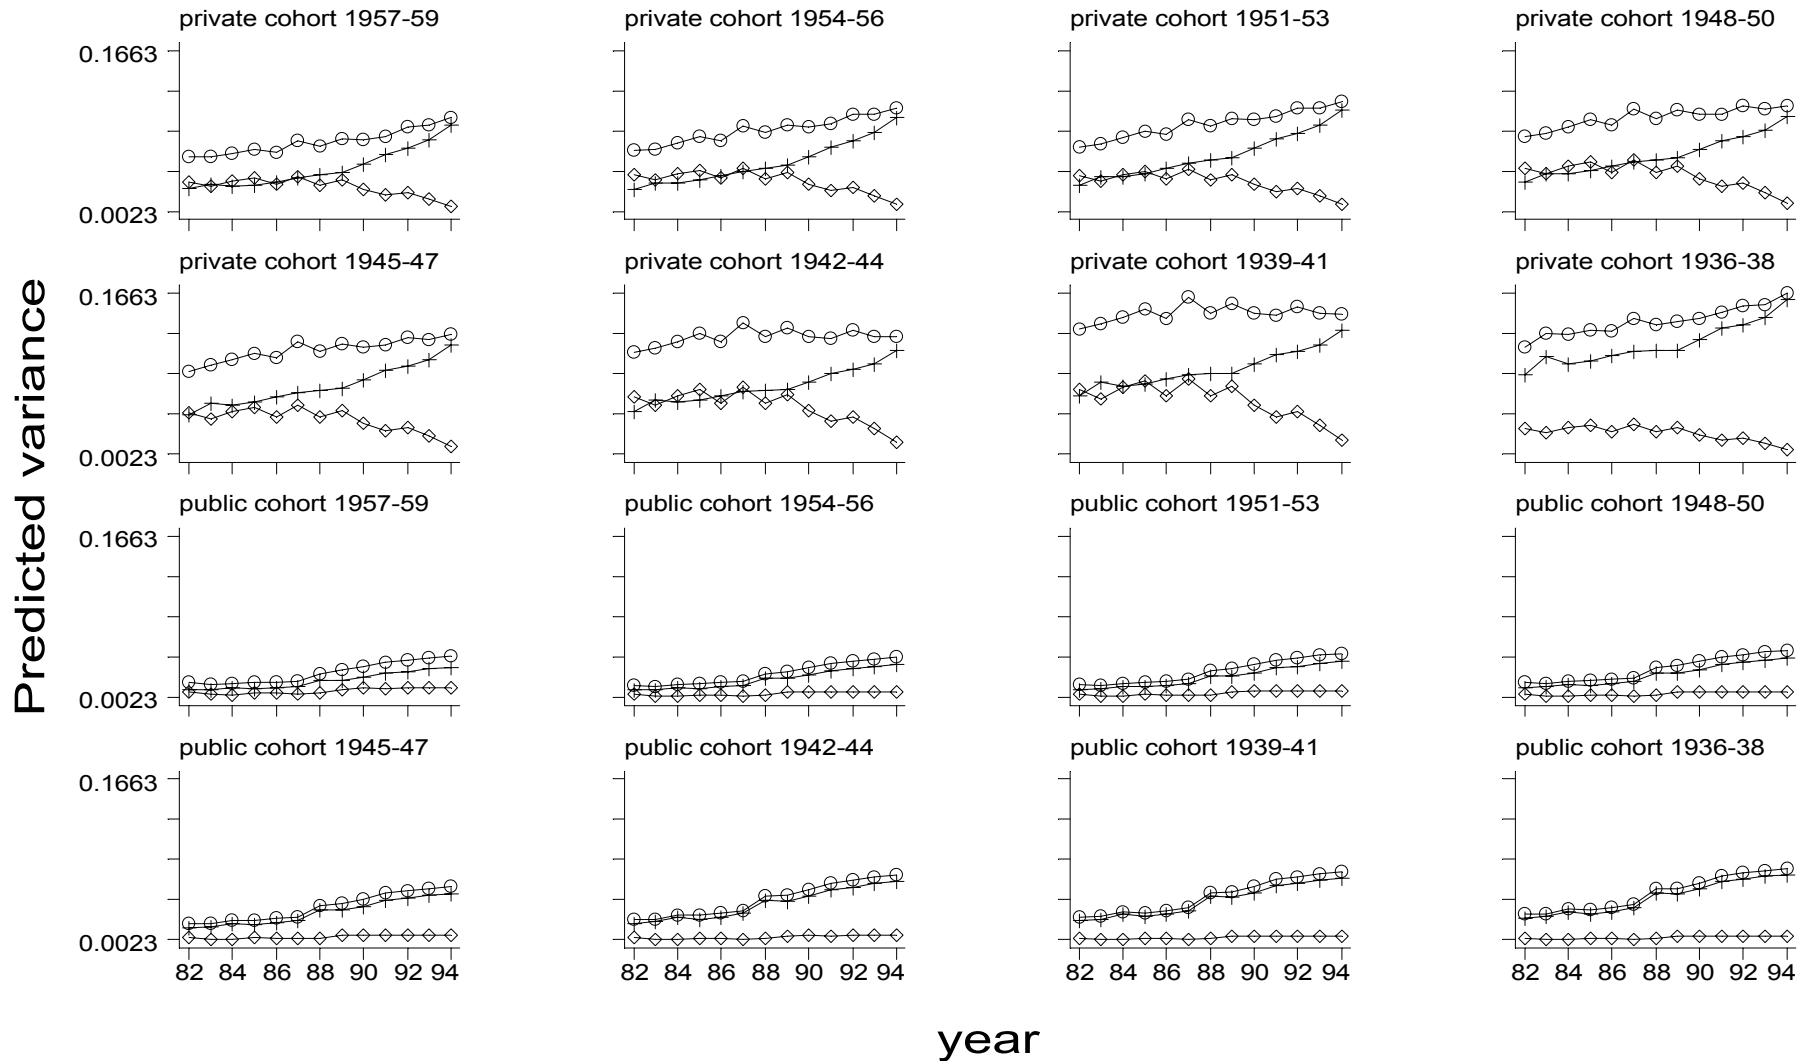 private cohort 1957-59 private cohort 1954-56 private cohort 1951-53 private cohort 1948-50
0.1663
0.0023
private cohort 1945-47 private cohort 1942-44 private cohort 1939-41 private cohort 1936-38
0.1663
0.0023
Predicted variance
public cohort 1957-59 public cohort 1954-56 public cohort 1951-53 public cohort 1948-50
0.1663
0.0023
public cohort 1945-47 public cohort 1942-44 public cohort 1939-41 public cohort 1936-38
0.1663
0.0023
82 84 86 88 90 92 94 82 84 86 88 90 92 94 82 84 86 88 90 92 94 82 84 86 88 90 92 94
year